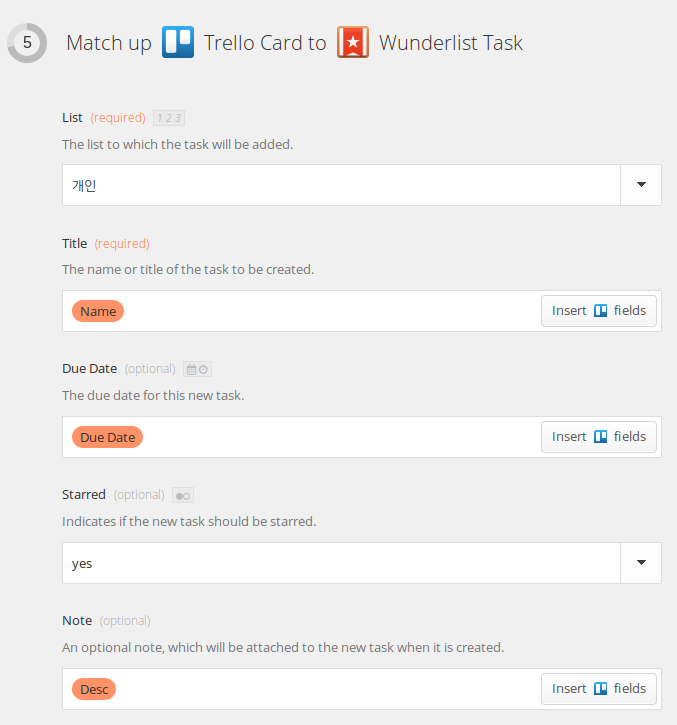 5 Match up Trello Card to Wunderlist Task
List (required) 1 2 3
The list to which the task will be added.
개인
Title (required)
The name or title of the task to be created.
Name Insert fields
Due Date (optional)
The due date for this new task.
Due Date Insert fields
Starred (optional)
Indicates if the new task should be starred.
yes
Note (optional)
An optional note, which will be attached to the new task when it is created.
Desc Insert fields